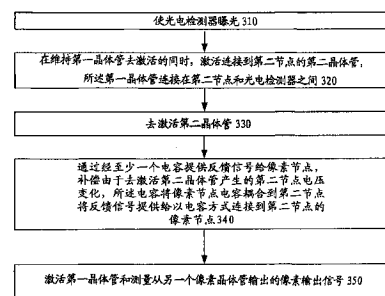 使光电检测器曝光 310
在维持第一晶体管去激活的同时，激活连接到第二节点的第二晶体管，
所述第一晶体管连接在第二节点和光电检测器之间 320
去激活第二晶体管 330
通过经至少一个电容提供反馈信号给像素节点，
补偿由于去激活第二晶体管产生的第二节点电压
变化，所述电容将像素节点电容耦合到第二节点
将反馈信号提供给以电容方式连接到第二节点的
像素节点 340
激活第一晶体管和测量从另一个像素晶体管输出的像素输出信号 350